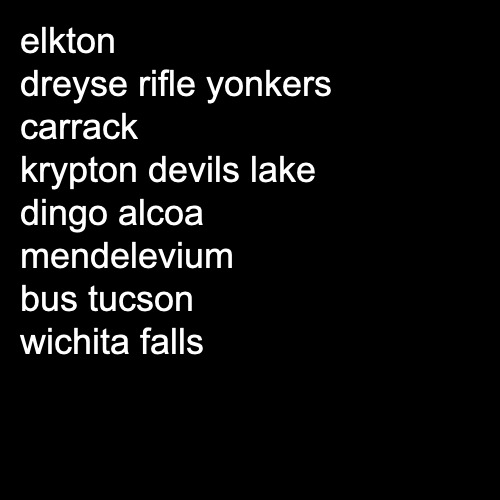 elkton
dreyse rifle yonkers
carrack
krypton devils lake
dingo alcoa
mendelevium
bus tucson
wichita falls